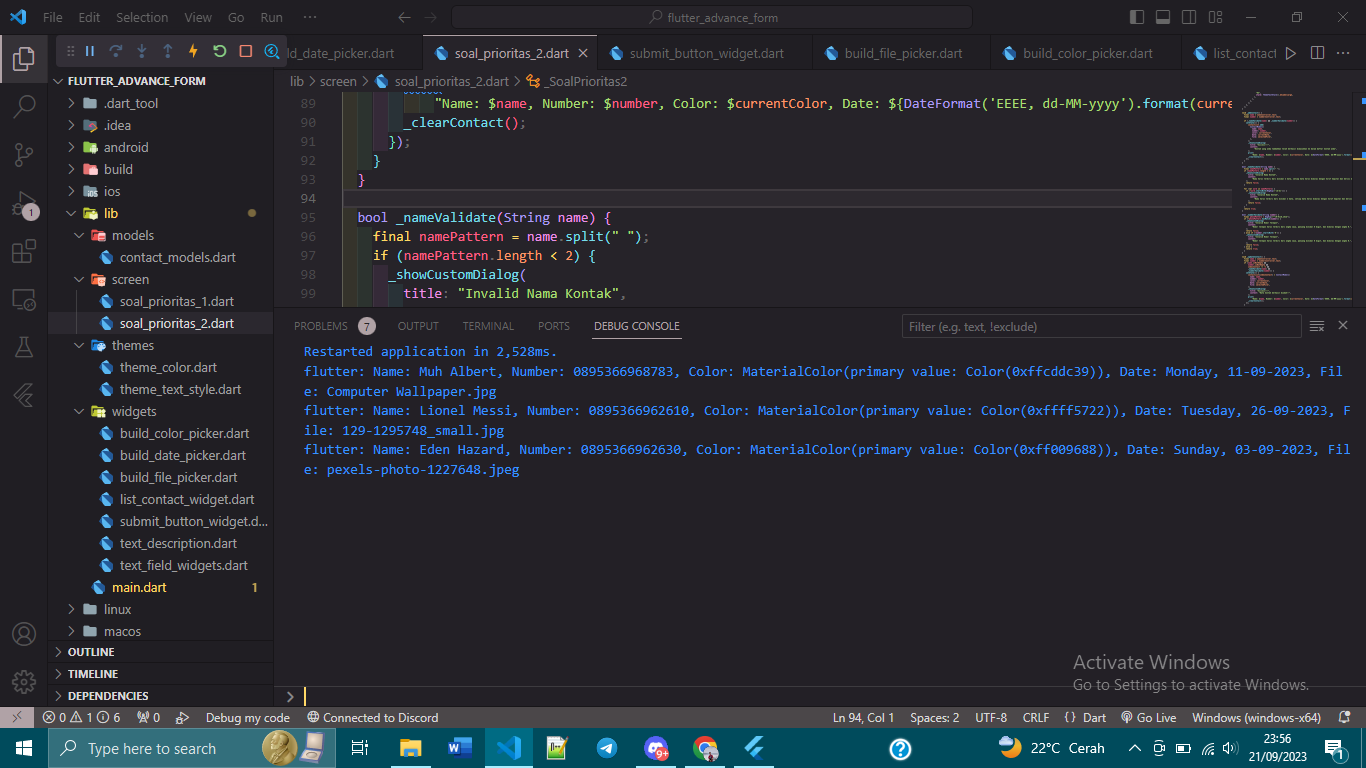 File Edit Selection View Go Run ···
flutter_advance_form
ld_date_picker.dart soal_prioritas_2.dart submit_button_widget.dart build_file_picker.dart build_color_picker.dart list_contact
lib > screen > soal_prioritas_2.dart > _SoalPrioritas2
FLUTTER_ADVANCE_FORM
.dart_tool
.idea
android
build
ios
lib
models
contact_models.dart
screen
soal_prioritas_1.dart
soal_prioritas_2.dart
themes
theme_color.dart
theme_text_style.dart
widgets
build_color_picker.dart
build_date_picker.dart
build_file_picker.dart
list_contact_widget.dart
submit_button_widget.d...
text_description.dart
text_field_widgets.dart
main.dart 1
linux
macos
OUTLINE
TIMELINE
DEPENDENCIES
1
89 "Name: $name, Number: $number, Color: $currentColor, Date: ${DateFormat('EEEE, dd-MM-yyyy').format(curre
90 _clearContact();
91 });
92 }
93 }
94
95 bool _nameValidate(String name) {
96 final namePattern = name.split(" ");
97 if (namePattern.length < 2) {
98 _showCustomDialog(
99 title: "Invalid Nama Kontak",
PROBLEMS 7 OUTPUT TERMINAL PORTS DEBUG CONSOLE Filter (e.g. text, !exclude)
Restarted application in 2,528ms.
flutter: Name: Muh Albert, Number: 0895366968783, Color: MaterialColor(primary value: Color(0xffcddc39)), Date: Monday, 11-09-2023, Fil
e: Computer Wallpaper.jpg
flutter: Name: Lionel Messi, Number: 0895366962610, Color: MaterialColor(primary value: Color(0xffff5722)), Date: Tuesday, 26-09-2023, F
ile: 129-1295748_small.jpg
flutter: Name: Eden Hazard, Number: 0895366962630, Color: MaterialColor(primary value: Color(0xff009688)), Date: Sunday, 03-09-2023, Fil
e: pexels-photo-1227648.jpeg
Activate Windows
Go to Settings to activate Windows.
0 1 6 0 Debug my code Connected to Discord Ln 94, Col 1 Spaces: 2 UTF-8 CRLF {} Dart Go Live Windows (windows-x64)
Type here to search 9+ 22°C Cerah 23:56
21/09/2023 1